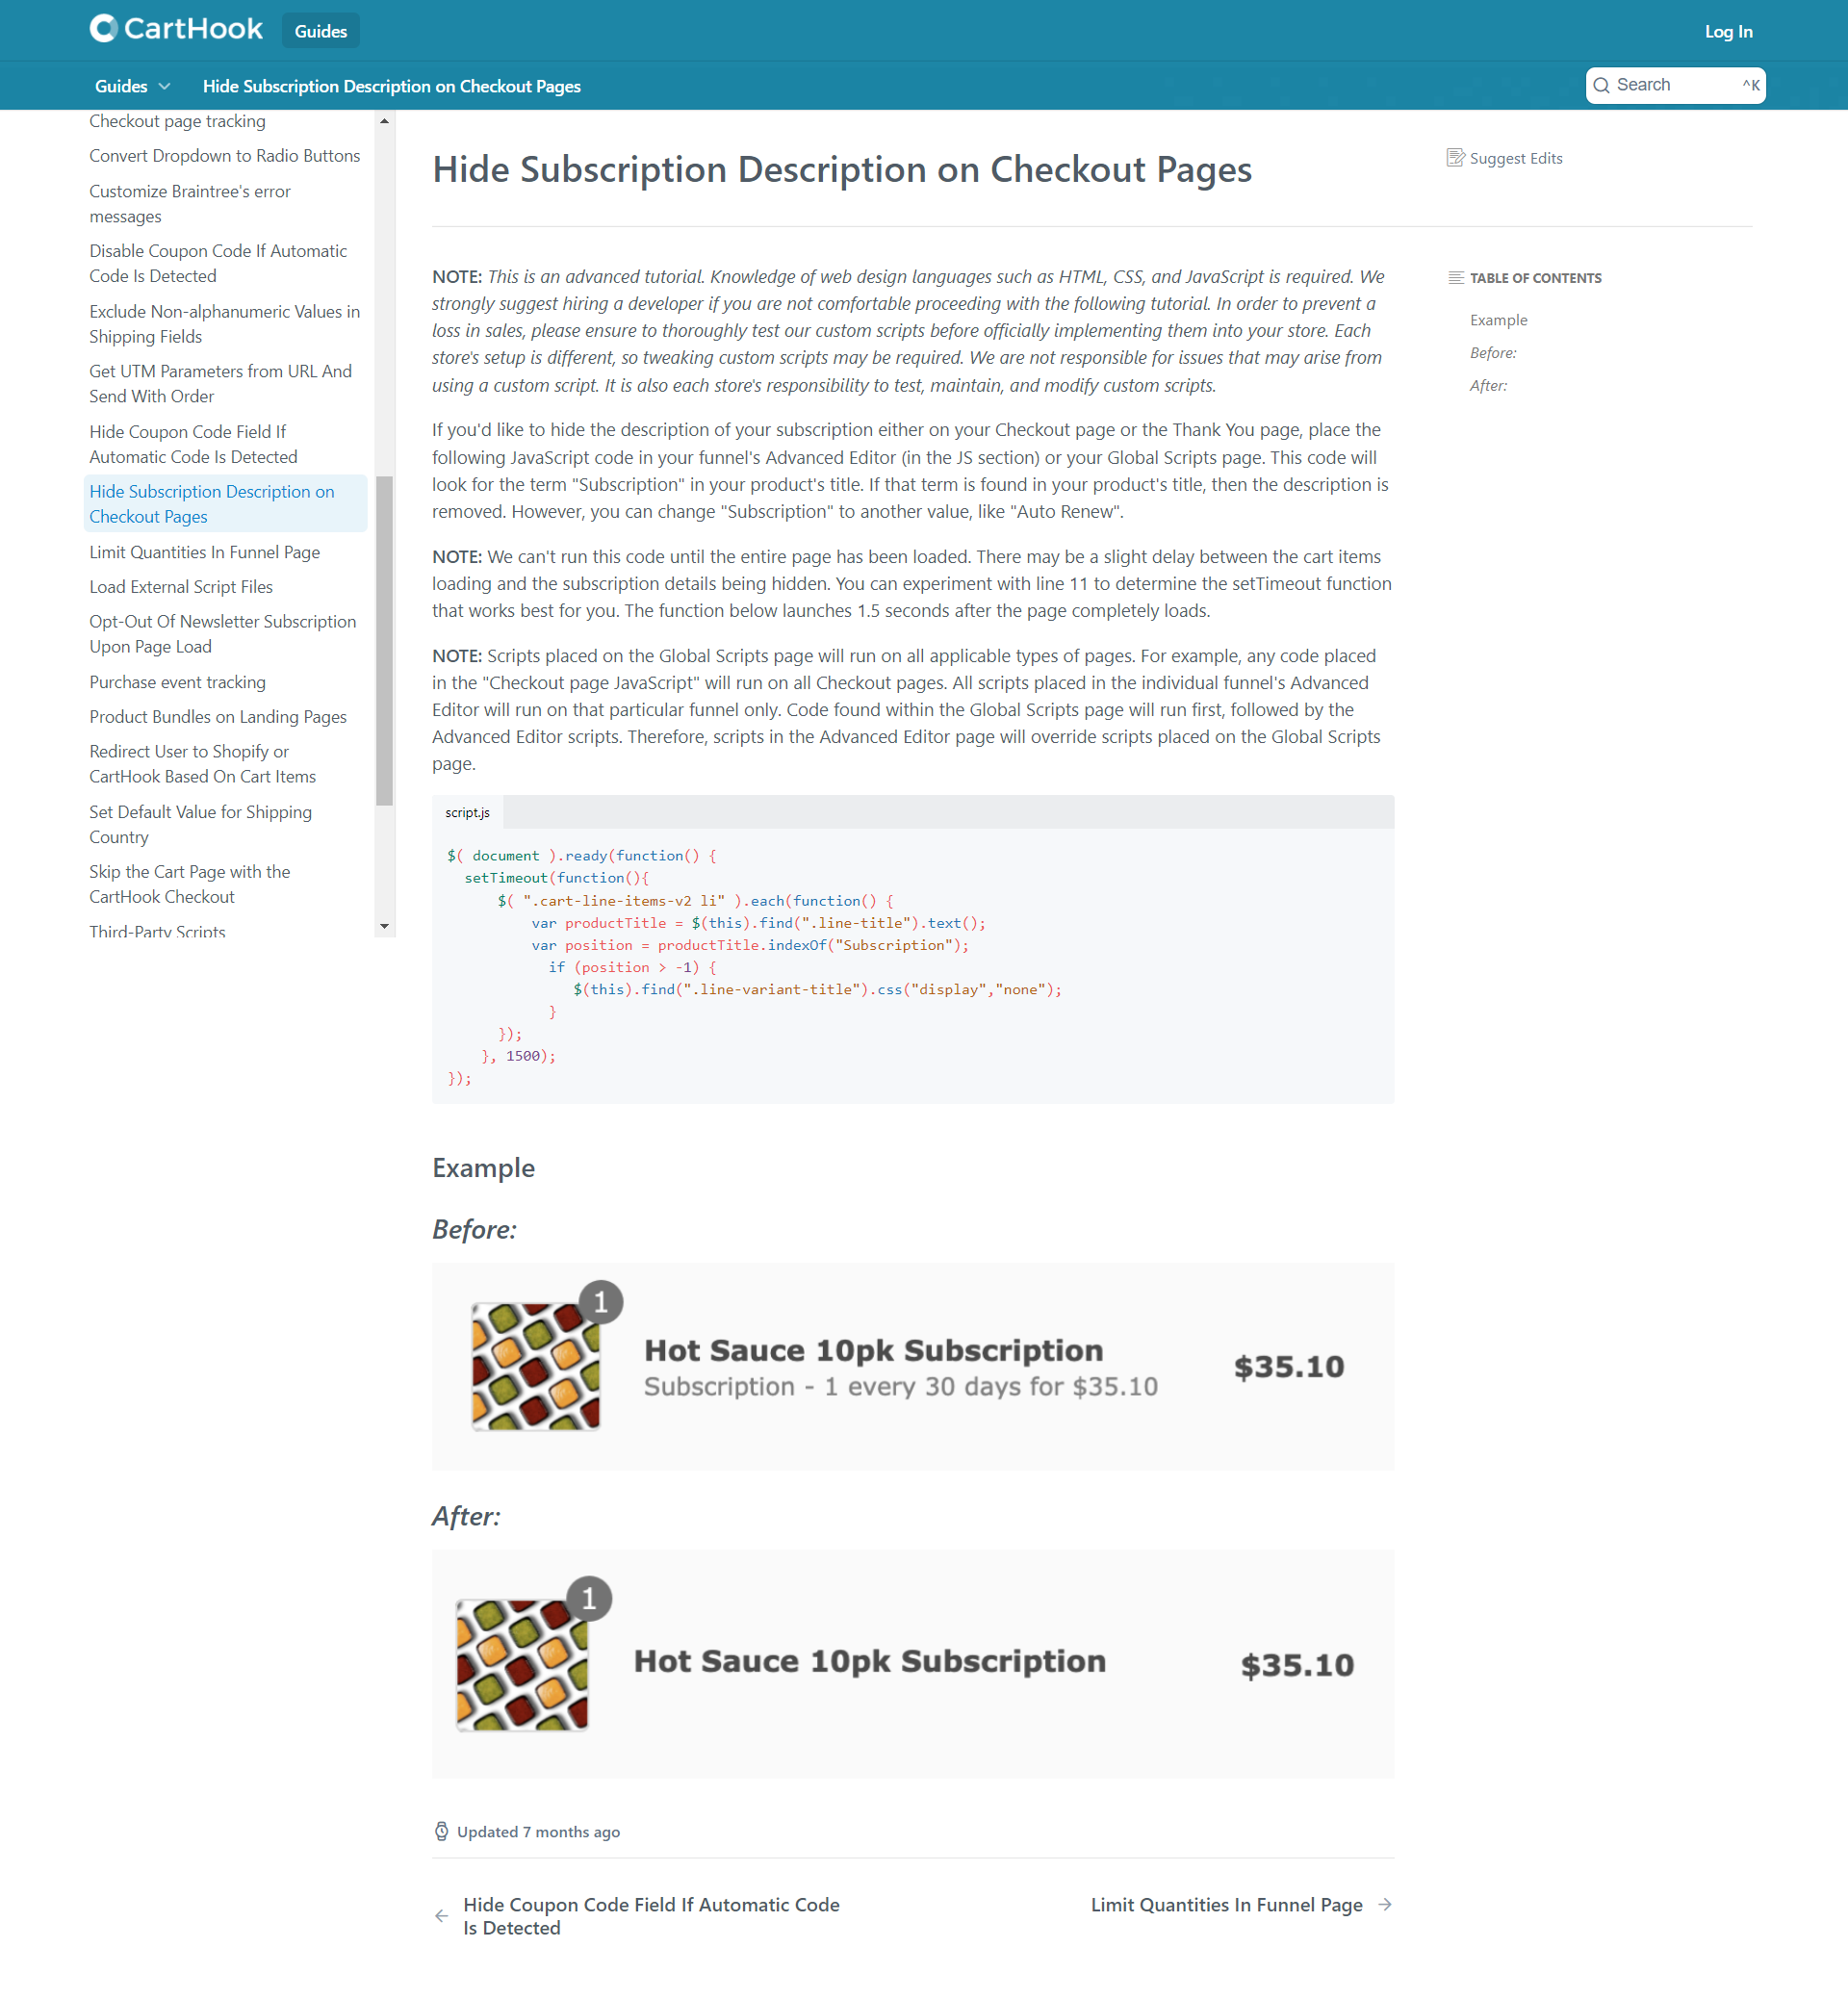 CartHook
Guides
Log In
Guides
Hide Subscription Description on Checkout Pages
Search
^K
Checkout page tracking
Convert Dropdown to Radio Buttons
Customize Braintree's error
messages
Disable Coupon Code If Automatic
Code Is Detected
Exclude Non-alphanumeric Values in
Shipping Fields
Get UTM Parameters from URL And
Send With Order
Hide Coupon Code Field If
Automatic Code Is Detected
Hide Subscription Description on
Checkout Pages
Limit Quantities In Funnel Page
Load External Script Files
Opt-Out Of Newsletter Subscription
Upon Page Load
Purchase event tracking
Product Bundles on Landing Pages
Redirect User to Shopify or
CartHook Based On Cart Items
Set Default Value for Shipping
Country
Skip the Cart Page with the
CartHook Checkout
Third-Party Scripts
Hide Subscription Description on Checkout Pages
Suggest Edits
NOTE: This is an advanced tutorial. Knowledge of web design languages such as HTML, CSS, and JavaScript is required. We
strongly suggest hiring a developer if you are not comfortable proceeding with the following tutorial. In order to prevent a
loss in sales, please ensure to thoroughly test our custom scripts before officially implementing them into your store. Each
store's setup is different, so tweaking custom scripts may be required. We are not responsible for issues that may arise from
using a custom script. It is also each store's responsibility to test, maintain, and modify custom scripts.
If you'd like to hide the description of your subscription either on your Checkout page or the Thank You page, place the
following JavaScript code in your funnel's Advanced Editor (in the JS section) or your Global Scripts page. This code will
look for the term "Subscription" in your product's title. If that term is found in your product's title, then the description is
removed. However, you can change "Subscription" to another value, like "Auto Renew".
NOTE: We can't run this code until the entire page has been loaded. There may be a slight delay between the cart items
loading and the subscription details being hidden. You can experiment with line 11 to determine the setTimeout function
that works best for you. The function below launches 1.5 seconds after the page completely loads.
NOTE: Scripts placed on the Global Scripts page will run on all applicable types of pages. For example, any code placed
in the "Checkout page JavaScript" will run on all Checkout pages. All scripts placed in the individual funnel's Advanced
Editor will run on that particular funnel only. Code found within the Global Scripts page will run first, followed by the
Advanced Editor scripts. Therefore, scripts in the Advanced Editor page will override scripts placed on the Global Scripts
page.
script.js
$( document ).ready(function() {
setTimeout(function(){
$( ".cart-line-items-v2 li" ).each(function() {
var productTitle = $(this).find(".line-title").text();
var position = productTitle.indexOf("Subscription");
if (position > -1) {
$(this).find(".line-variant-title").css("display","none");
}
});
}, 1500);
});
Example
Before:
1
Hot Sauce 10pk Subscription
Subscription - 1 every 30 days for $35.10
$35.10
After:
1
Hot Sauce 10pk Subscription
$35.10
Updated 7 months ago
Hide Coupon Code Field If Automatic Code
Is Detected
Limit Quantities In Funnel Page
TABLE OF CONTENTS
Example
Before:
After: